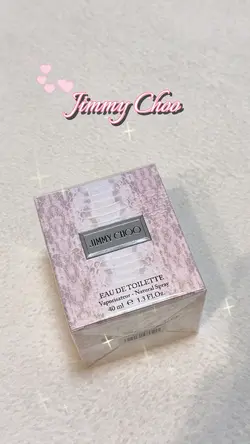 Jimmy Choo
JIMMY CHOO
EAU DE TOILETTE
Vaporisateur - Natural Spray
40 ml ℮ 1.3 FL.Oz.